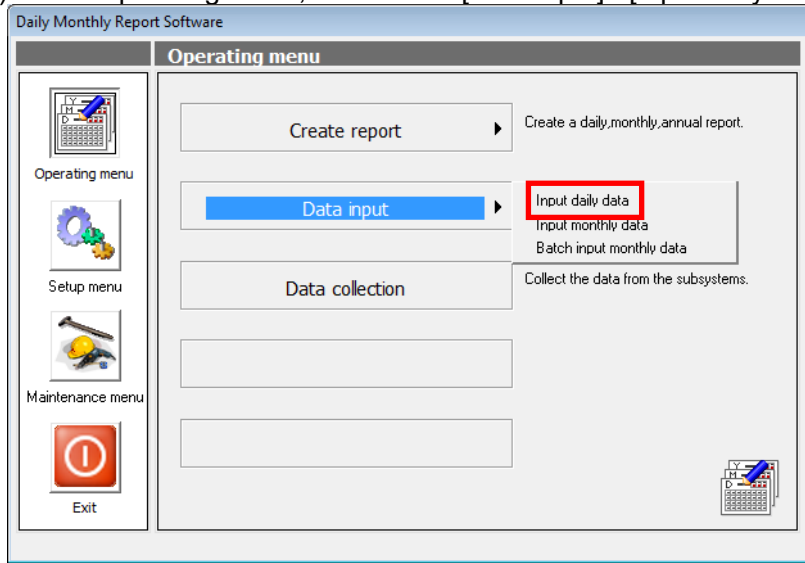 Daily Monthly Report Software
Operating menu
Operating menu
Setup menu
Maintenance menu
Exit
Create report
Create a daily,monthly,annual report.
Data input
Input daily data
Input monthly data
Batch input monthly data
Data collection
Collect the data from the subsystems.